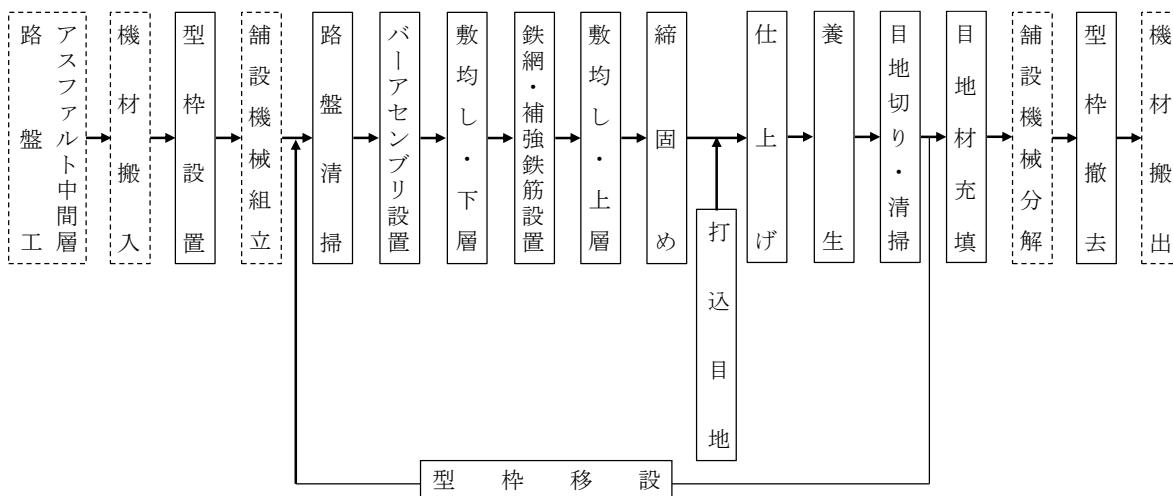 アスファルト中間層
路盤工
機材搬入
型枠設置
舗設機械組立
路盤清掃
バーアセンブリ設置
敷均し・下層
鉄網・補強鉄筋設置
敷均し・上層
締固め
打込目地
仕上げ
養生
目地切り・清掃
目地材充填
舗設機械分解
型枠撤去
機材搬出
型枠移設